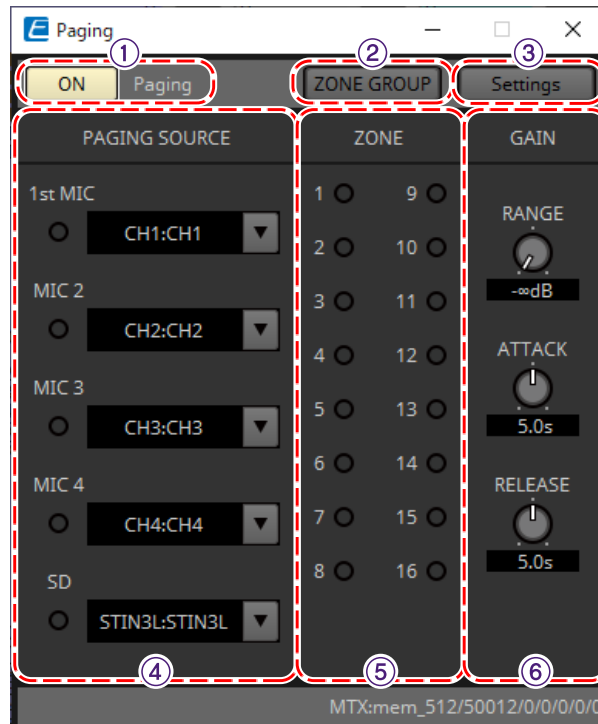 Paging
① ② ③
ON Paging ZONE GROUP Settings
PAGING SOURCE
1st MIC
CH1:CH1
MIC 2
CH2:CH2
MIC 3
CH3:CH3
MIC 4
CH4:CH4
SD
STIN3L:STIN3L
④
ZONE
1 9
2 10
3 11
4 12
5 13
6 14
7 15
8 16
⑤
GAIN
RANGE
-∞dB
ATTACK
5.0s
RELEASE
5.0s
⑥
MTX:mem_512/50012/0/0/0/0/0